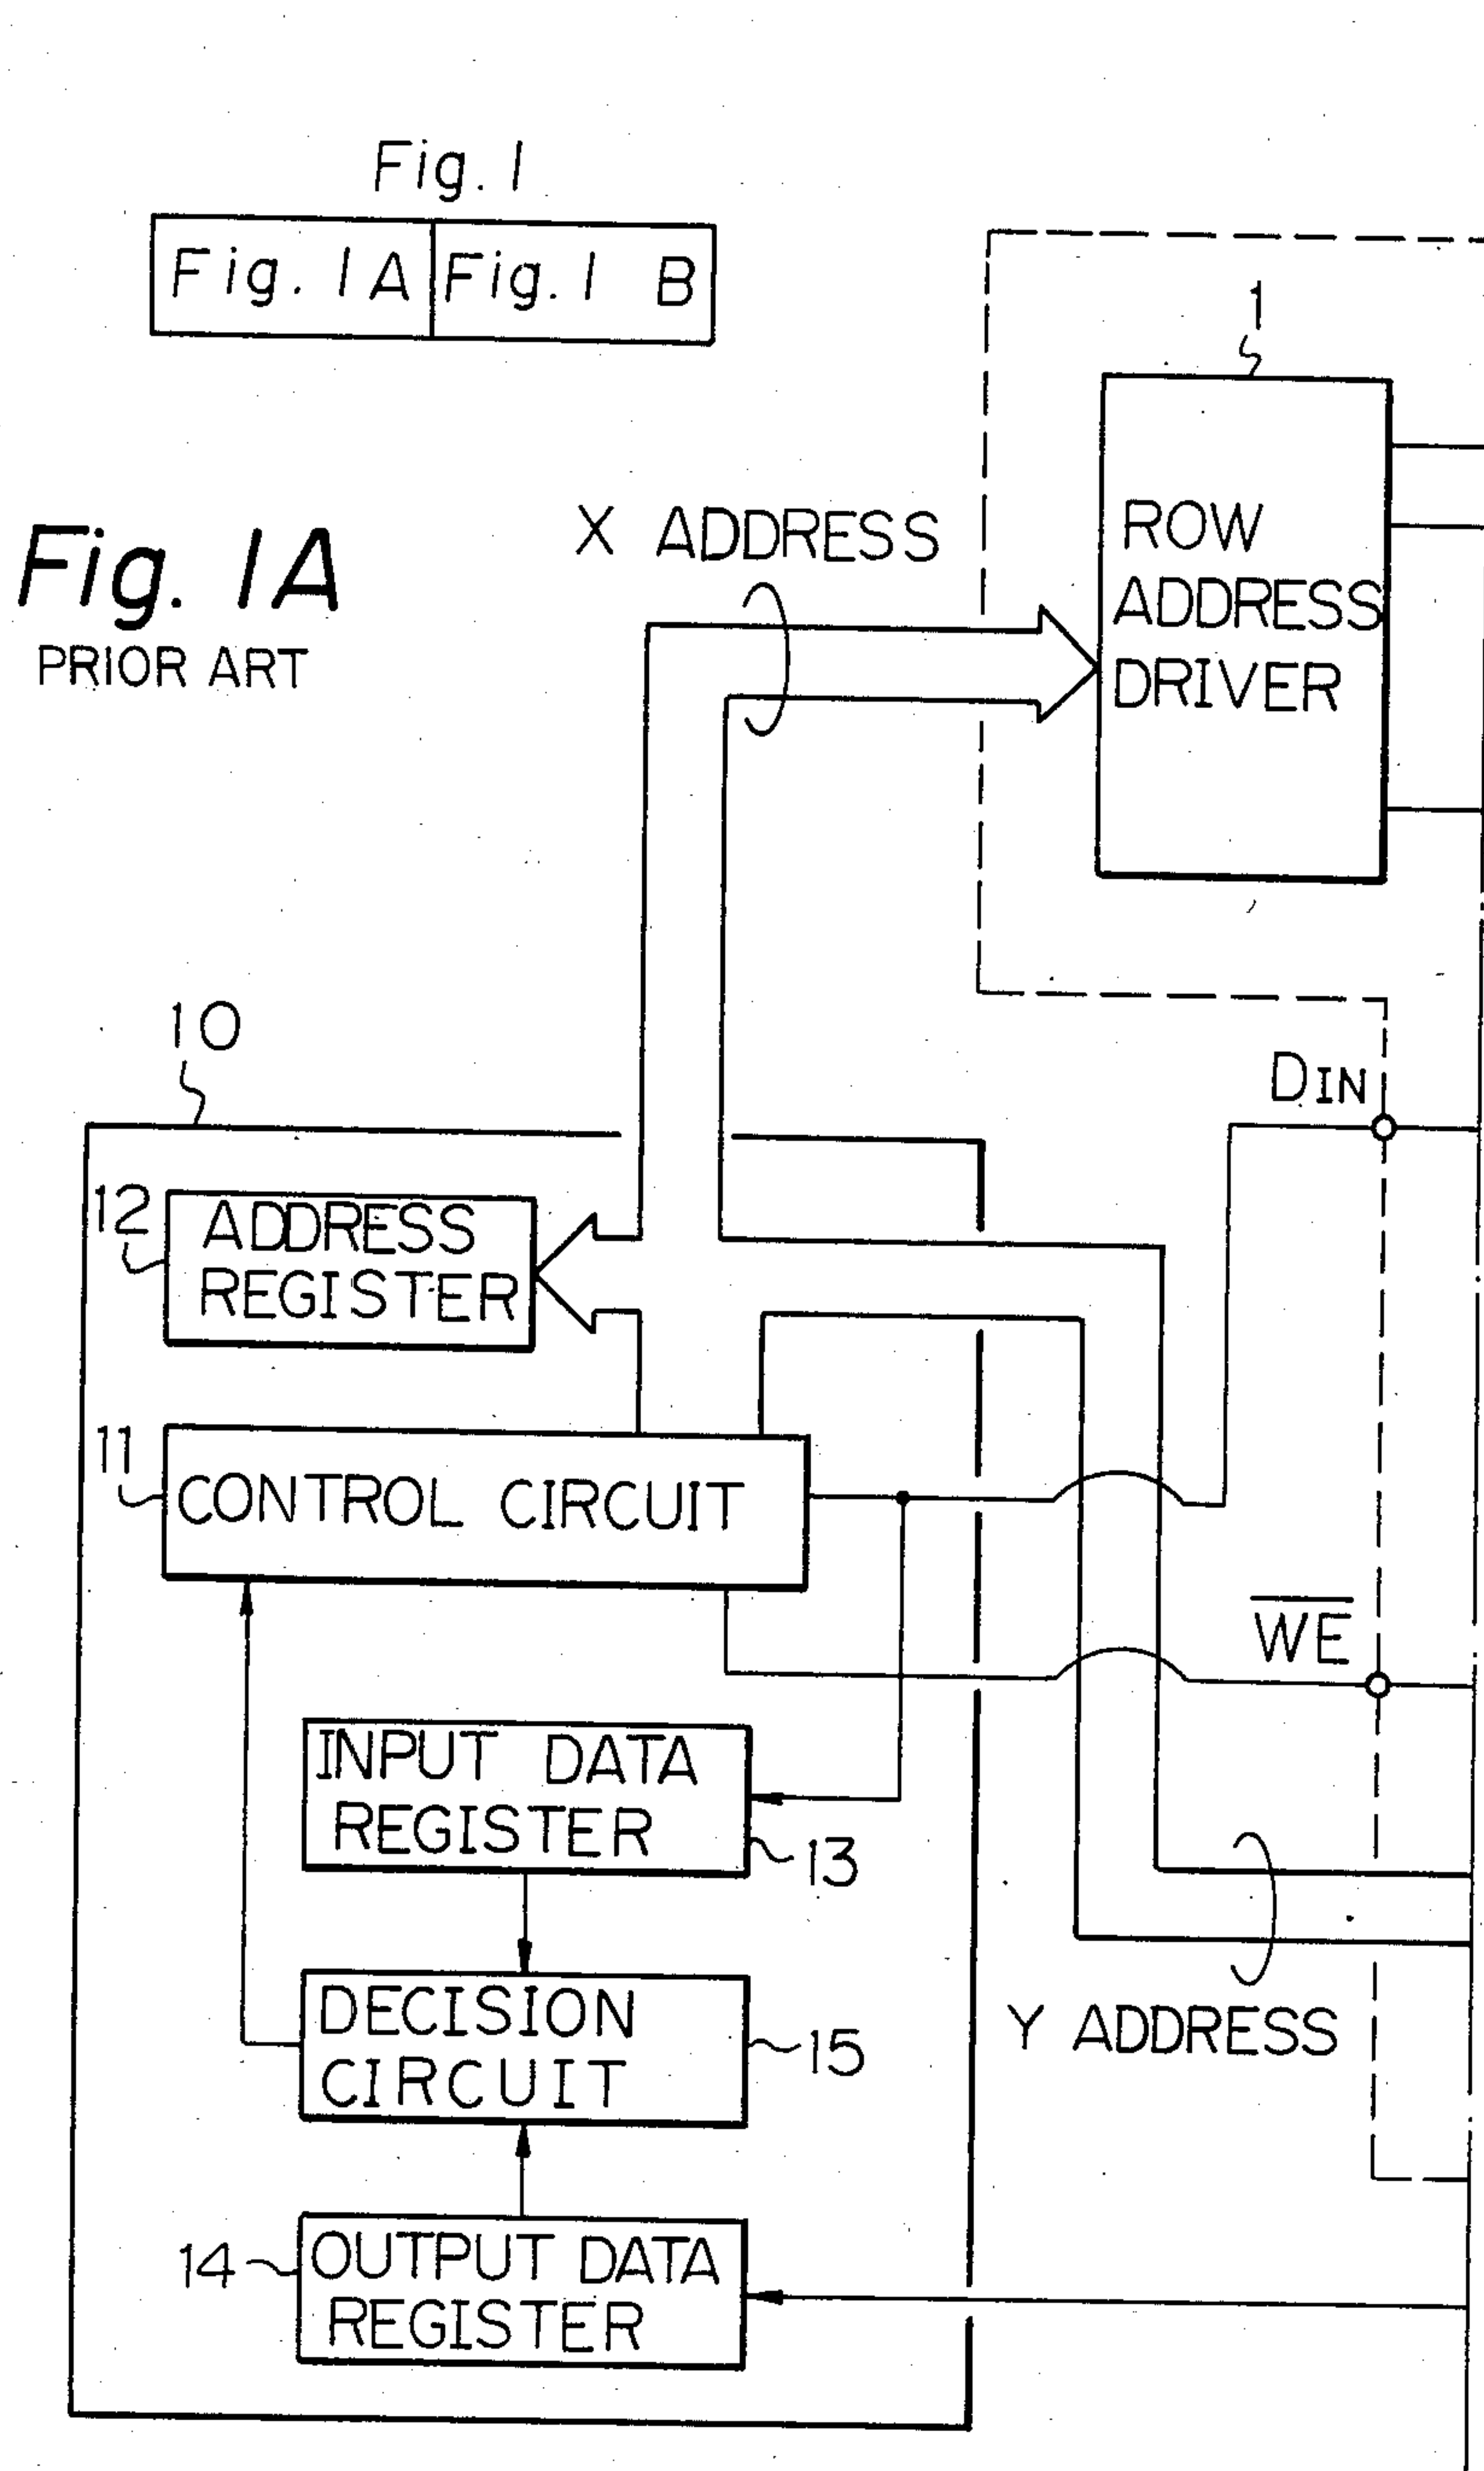 Fig. 1
Fig. 1A Fig. 1 B
1
Fig. 1A
PRIOR ART
X ADDRESS
ROW
ADDRESS
DRIVER
10
DIN
12
ADDRESS
REGISTER
11
CONTROL CIRCUIT
WE
INPUT DATA
REGISTER
13
DECISION
CIRCUIT
15
Y ADDRESS
14
OUTPUT DATA
REGISTER